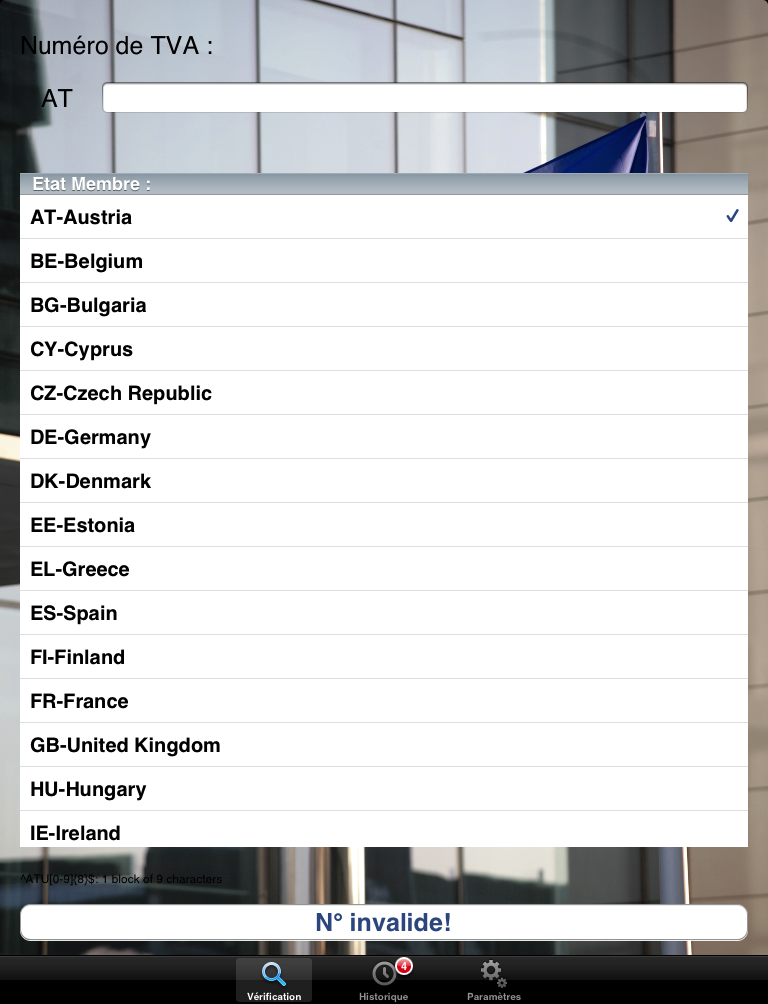 Numéro de TVA :
AT
Etat Membre :
AT-Austria
BE-Belgium
BG-Bulgaria
CY-Cyprus
CZ-Czech Republic
DE-Germany
DK-Denmark
EE-Estonia
EL-Greece
ES-Spain
FI-Finland
FR-France
GB-United Kingdom
HU-Hungary
IE-Ireland
^ATU[0-9]{8}$: 1 block of 9 characters
N° invalide!
4
Vérification Historique Paramètres